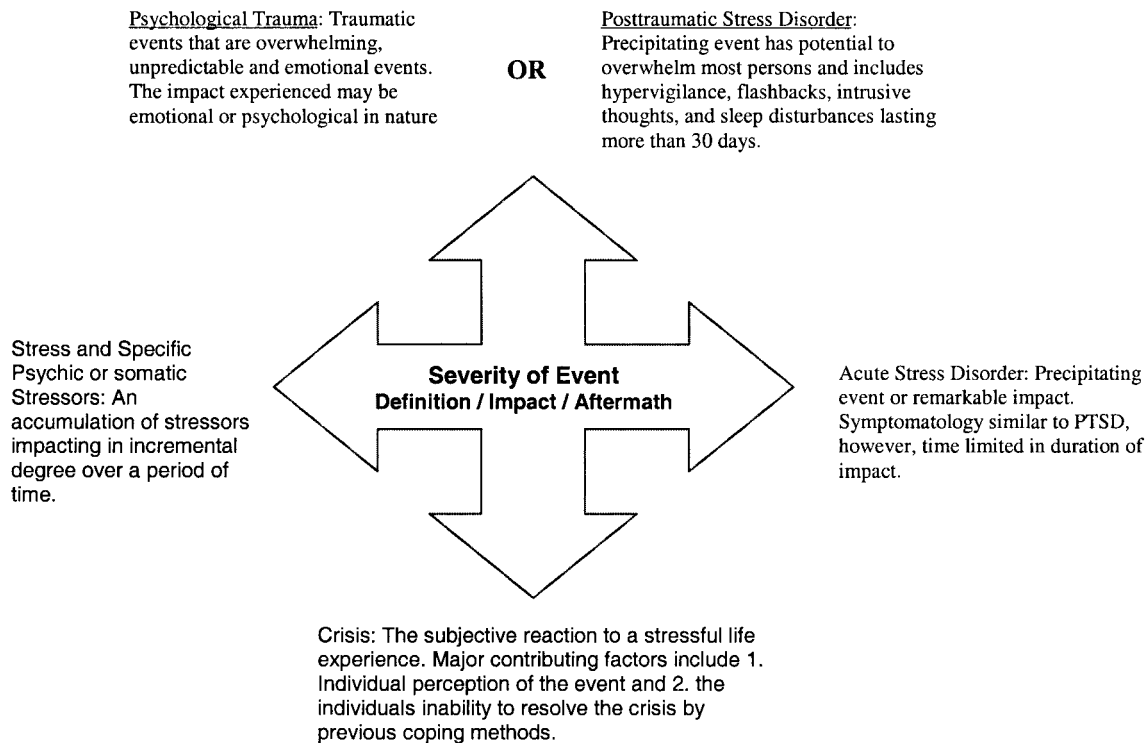 Psychological Trauma: Traumatic
events that are overwhelming,
unpredictable and emotional events.
The impact experienced may be
emotional or psychological in nature
OR
Posttraumatic Stress Disorder:
Precipitating event has potential to
overwhelm most persons and includes
hypervigilance, flashbacks, intrusive
thoughts, and sleep disturbances lasting
more than 30 days.
Stress and Specific
Psychic or somatic
Stressors: An
accumulation of stressors
impacting in incremental
degree over a period of
time.
Severity of Event
Definition / Impact / Aftermath
Acute Stress Disorder: Precipitating
event or remarkable impact.
Symptomatology similar to PTSD,
however, time limited in duration of
impact.
Crisis: The subjective reaction to a stressful life
experience. Major contributing factors include 1.
Individual perception of the event and 2. the
individuals inability to resolve the crisis by
previous coping methods.